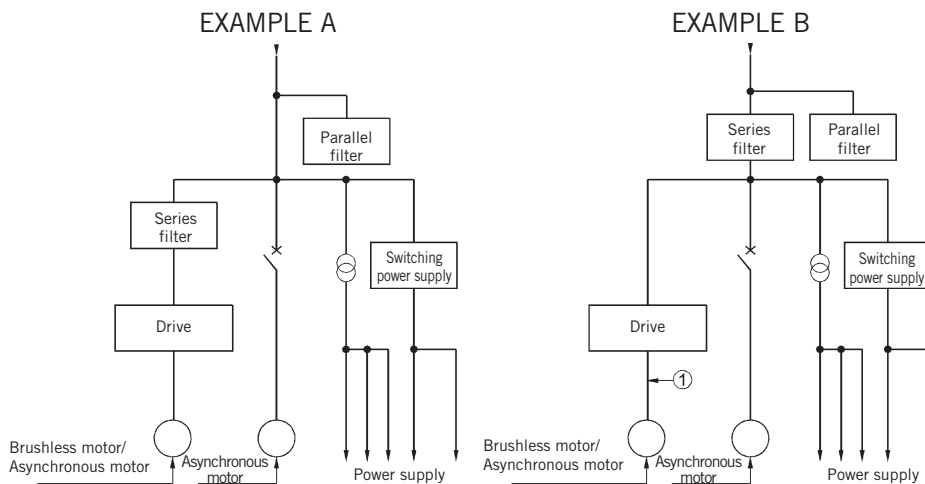 EXAMPLE A
Parallel
filter
Series
filter
Switching
power supply
Drive
Brushless motor/
Asynchronous motor
Asynchronous
motor
Power supply
EXAMPLE B
Series
filter
Parallel
filter
Switching
power supply
Drive
1
Brushless motor/
Asynchronous motor
Asynchronous
motor
Power supply